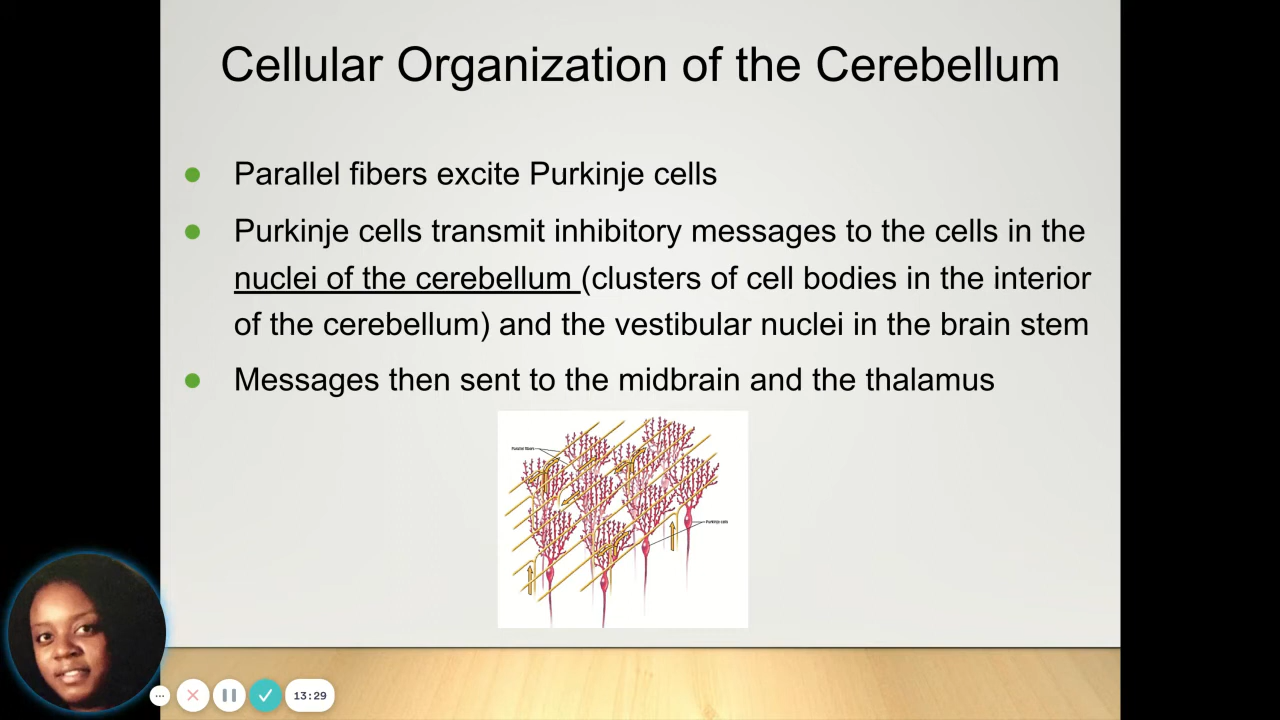 Cellular Organization of the Cerebellum
Parallel fibers excite Purkinje cells
Purkinje cells transmit inhibitory messages to the cells in the
nuclei of the cerebellum (clusters of cell bodies in the interior
of the cerebellum) and the vestibular nuclei in the brain stem
Messages then sent to the midbrain and the thalamus
Parallel fibers
Purkinje cells
13:29